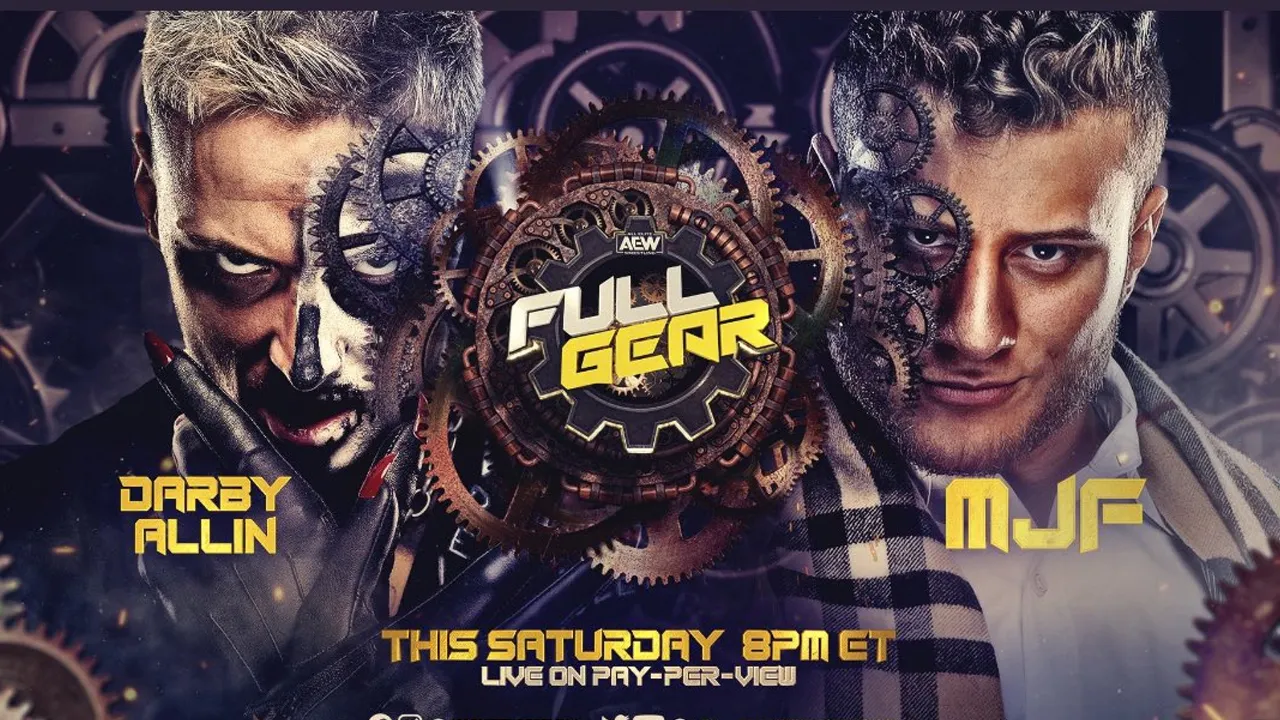 AEW
FULL
GEAR
DARBY
ALLIN
MJF
THIS SATURDAY 8PM ET
LIVE ON PAY-PER-VIEW